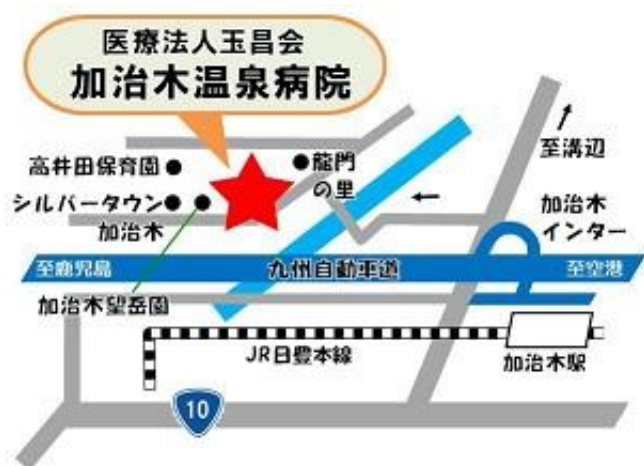 医療法人玉昌会
加治木温泉病院
高井田保育園
龍門
の里
至溝辺
シルバータウン
加治木
加治木
インター
至鹿児島
九州自動車道
至空港
加治木望岳園
JR日豊本線
加治木駅
10